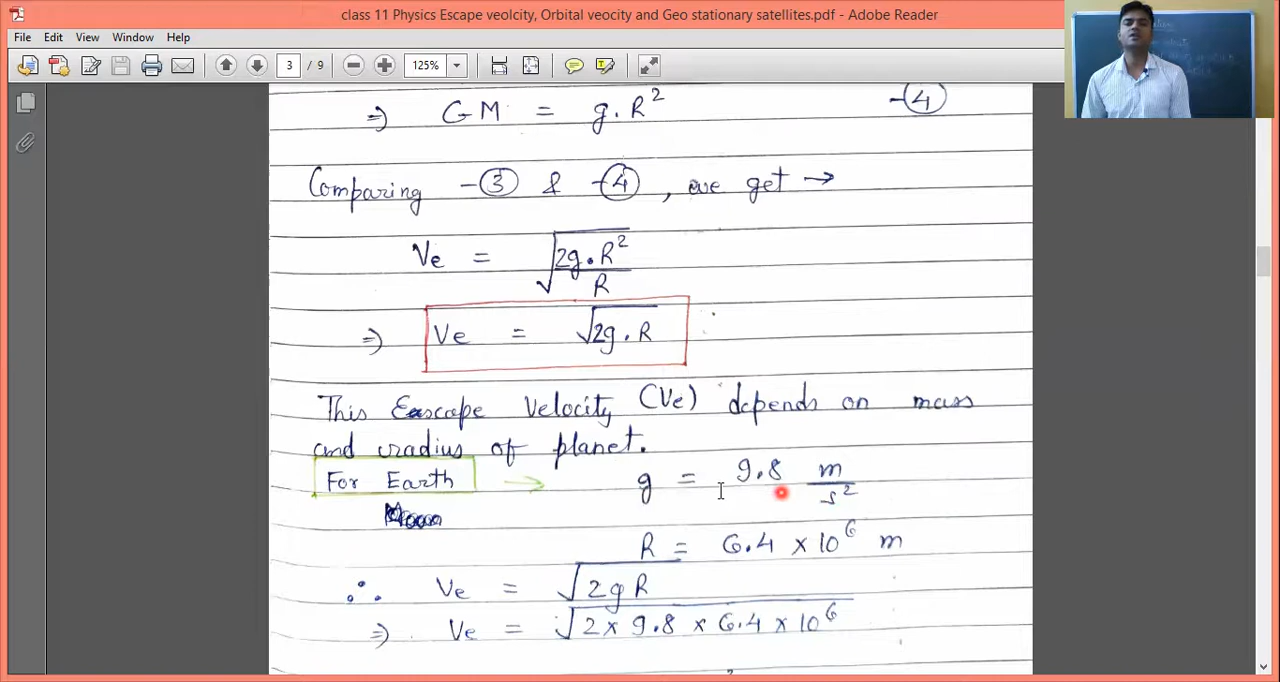 class 11 Physics Escape veolcity, Orbital veocity and Geo stationary satellites.pdf - Adobe Reader
File Edit View Window Help
3 / 9 125%
⇒ GM = g.R² -④
Comparing -③ & -④, we get →
Ve = √2g.R²/R
⇒ Ve = √2g.R
This Escape Velocity (Ve) depends on mass
and radius of planet.
For Earth → g = 9.8 m/s²
R = 6.4 × 10⁶ m
∴ Ve = √2gR
⇒ Ve = √2 × 9.8 × 6.4 × 10⁶